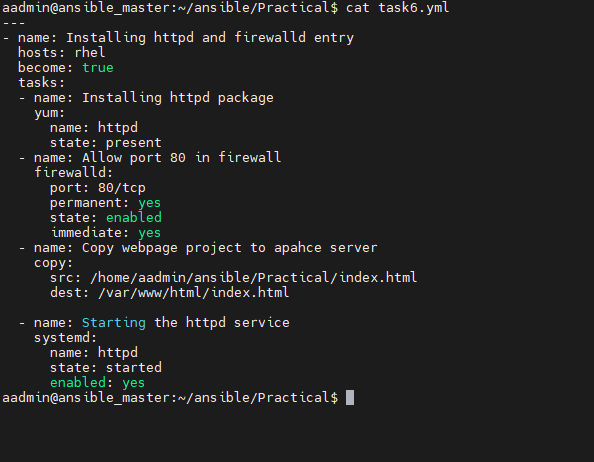 aadmin@ansible_master:~/ansible/Practical$ cat task6.yml
---
- name: Installing httpd and firewalld entry
  hosts: rhel
  become: true
  tasks:
  - name: Installing httpd package
    yum:
      name: httpd
      state: present
  - name: Allow port 80 in firewall
    firewalld:
      port: 80/tcp
      permanent: yes
      state: enabled
      immediate: yes
  - name: Copy webpage project to apahce server
    copy:
      src: /home/aadmin/ansible/Practical/index.html
      dest: /var/www/html/index.html

  - name: Starting the httpd service
    systemd:
      name: httpd
      state: started
      enabled: yes
aadmin@ansible_master:~/ansible/Practical$